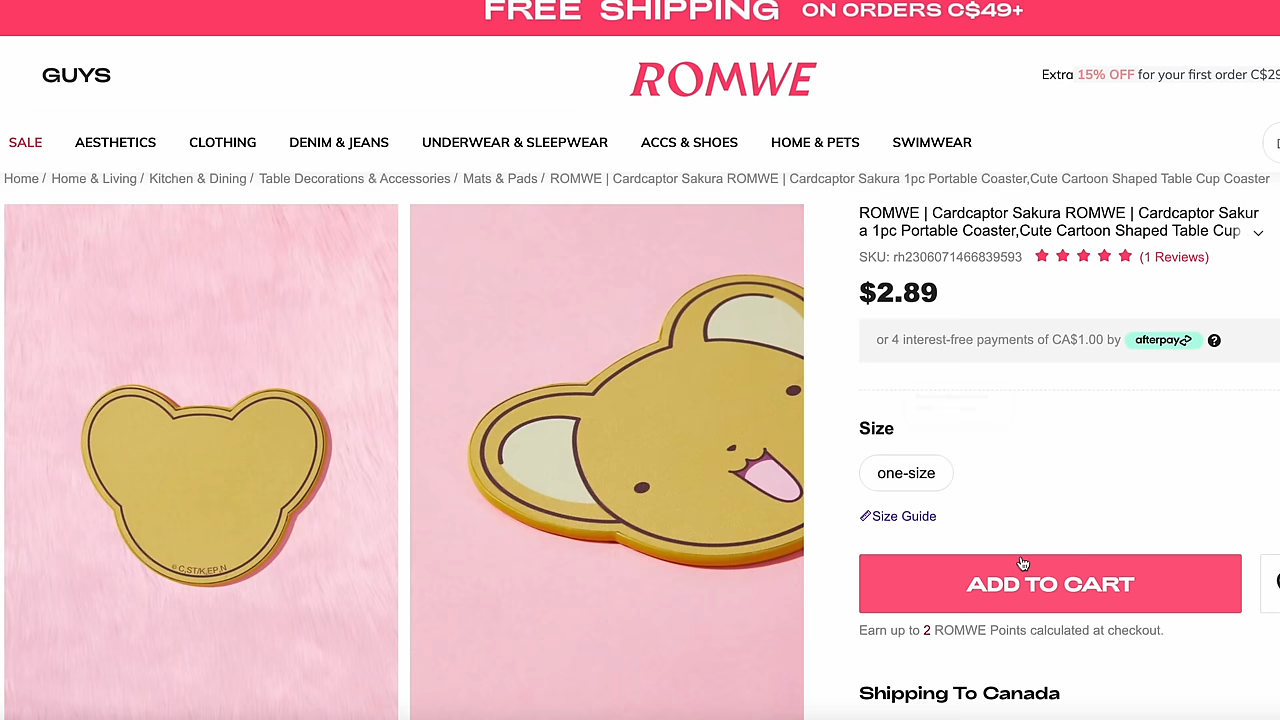 FREE SHIPPING ON ORDERS C$49+
GUYS
ROMWE
Extra 15% OFF for your first order C$29
SALE AESTHETICS CLOTHING DENIM & JEANS UNDERWEAR & SLEEPWEAR ACCS & SHOES HOME & PETS SWIMWEAR
Home / Home & Living / Kitchen & Dining / Table Decorations & Accessories / Mats & Pads / ROMWE | Cardcaptor Sakura ROMWE | Cardcaptor Sakura 1pc Portable Coaster,Cute Cartoon Shaped Table Cup Coaster
ROMWE | Cardcaptor Sakura ROMWE | Cardcaptor Sakur
a 1pc Portable Coaster,Cute Cartoon Shaped Table Cup
SKU: rh2306071466839593 (1 Reviews)
$2.89
or 4 interest-free payments of CA$1.00 by afterpay ?
Size
one-size
Size Guide
ADD TO CART
Earn up to 2 ROMWE Points calculated at checkout.
Shipping To Canada
© C,ST/K,EP,N